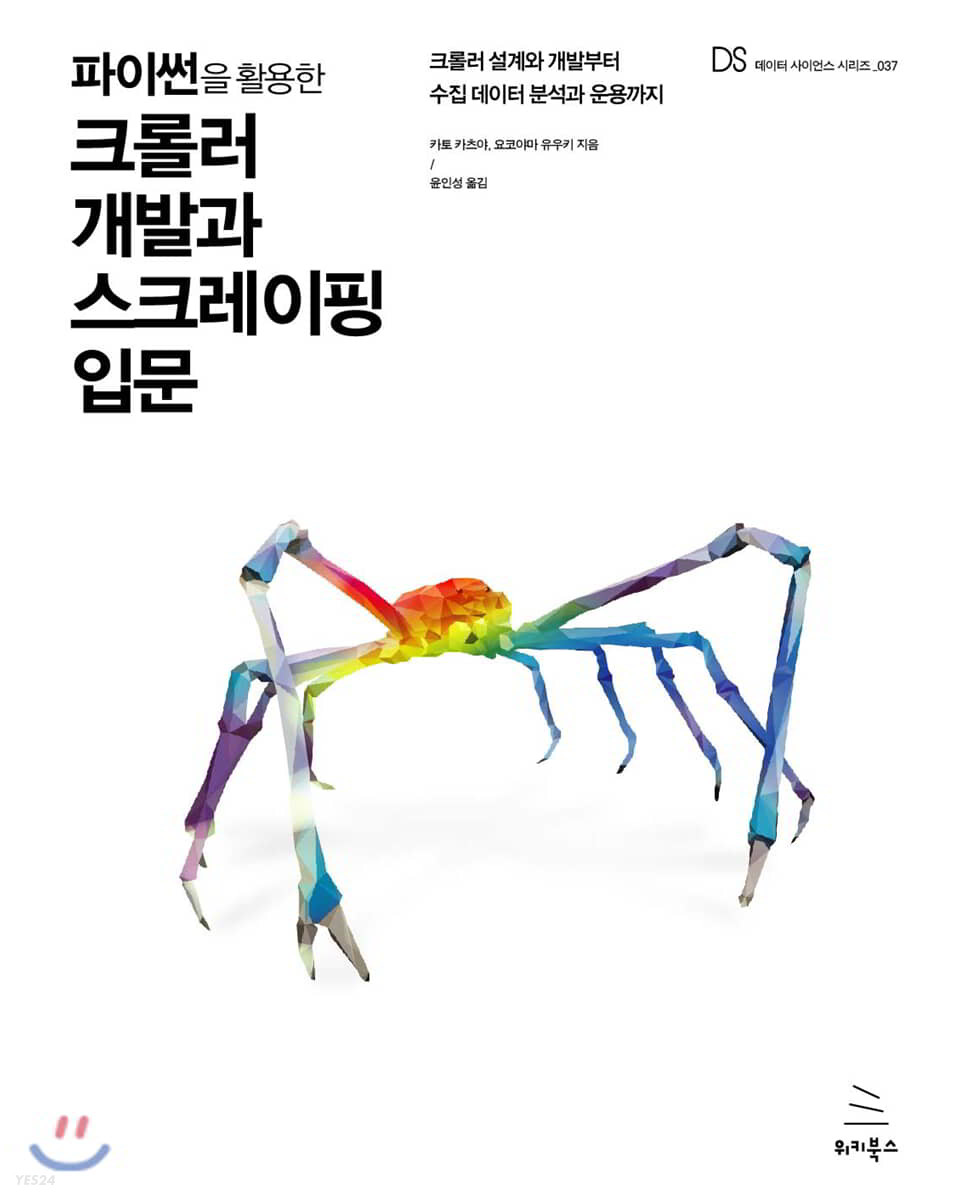 파이썬을 활용한
크롤러
개발과
스크레이핑
입문
크롤러 설계와 개발부터
수집 데이터 분석과 운용까지
카토 카츠야, 요코야마 유우키 지음
/
윤인성 옮김
DS 데이터 사이언스 시리즈_037
위키북스
YES24